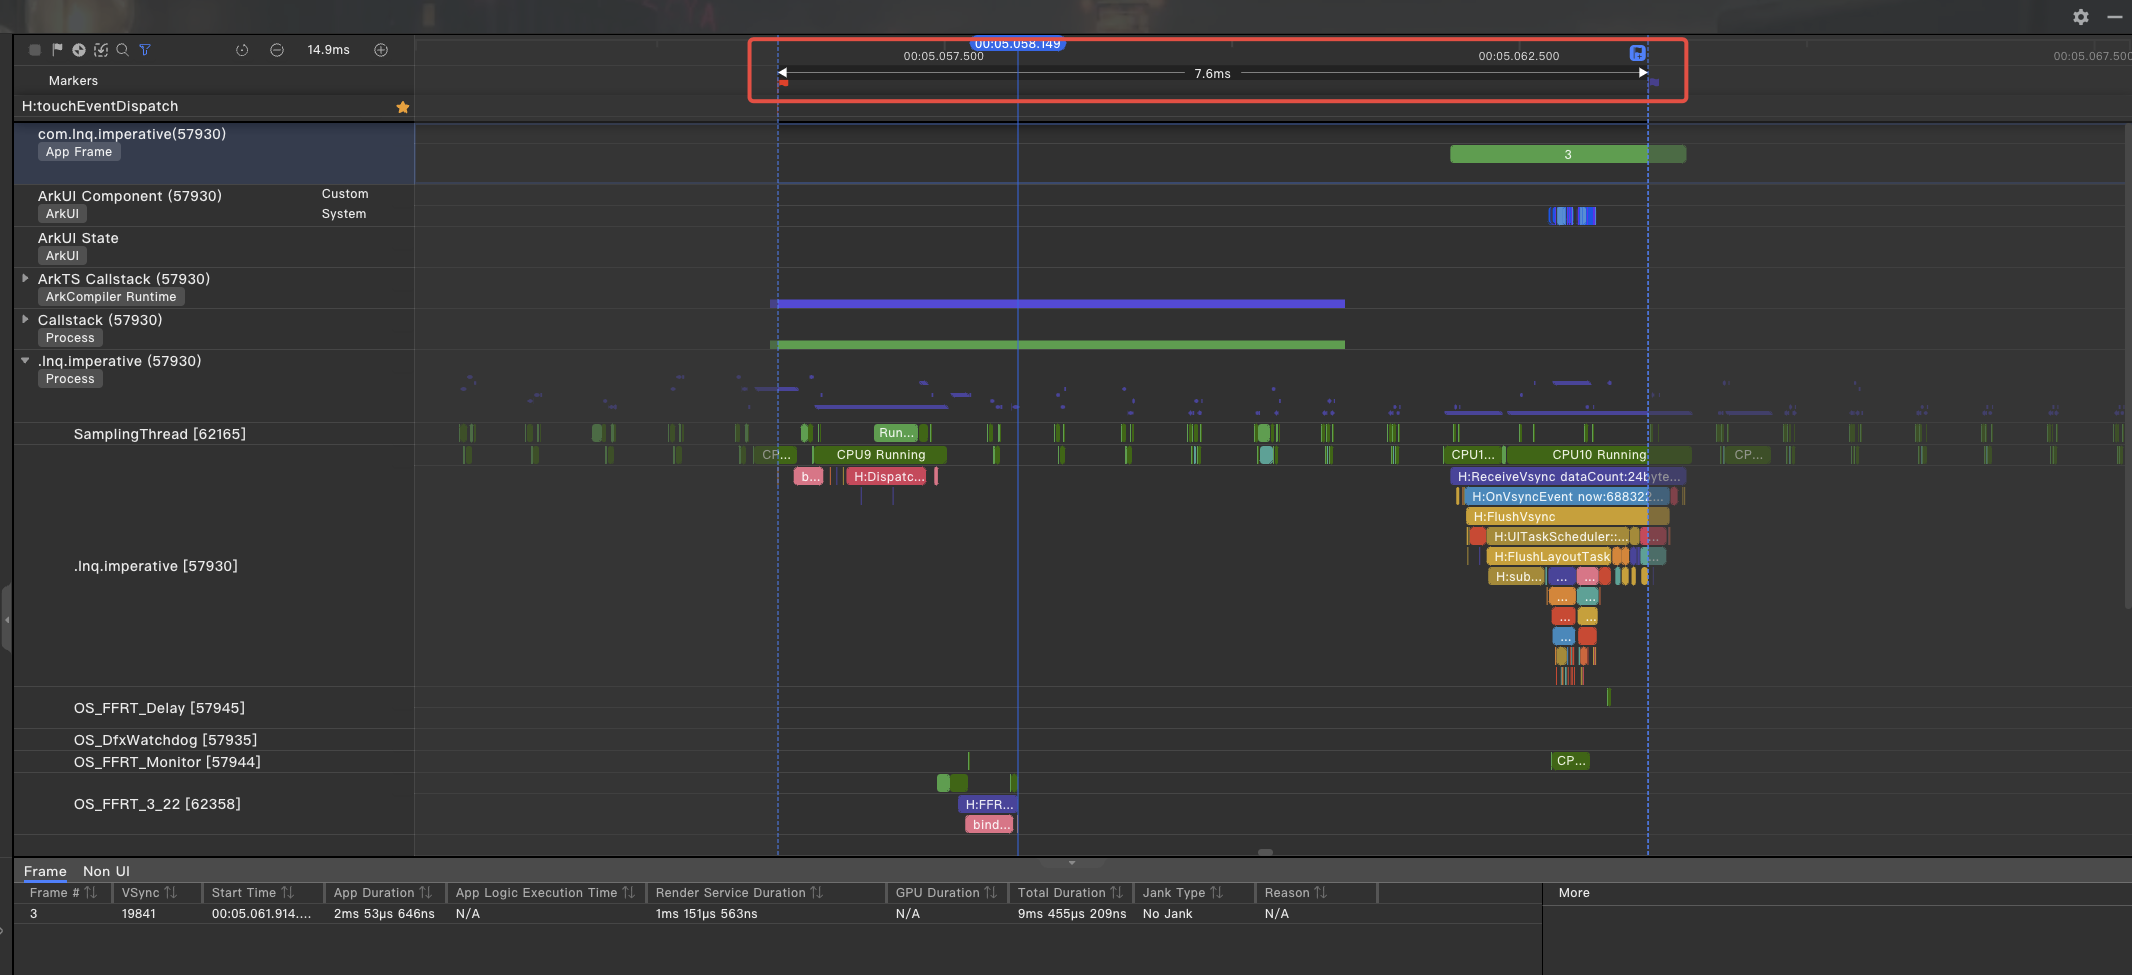 14.9ms
00:05.058.149
00:05.057.500
00:05.062.500
00:05.067.500
7.6ms
Markers
H:touchEventDispatch
com.lnq.imperative(57930)
App Frame
3
ArkUI Component (57930)
Custom
ArkUI
System
ArkUI State
ArkUI
ArkTS Callstack (57930)
ArkCompiler Runtime
Callstack (57930)
Process
.lnq.imperative (57930)
Process
SamplingThread [62165]
Run...
CP...
CPU9 Running
CPU1...
CPU10 Running
CP...
b...
H:Dispatc...
H:ReceiveVsync dataCount:24byte...
H:OnVsyncEvent now:688322...
H:FlushVsync
H:UITaskScheduler::...
...
.lnq.imperative [57930]
H:FlushLayoutTask
...
H:sub...
...
...
...
...
...
...
...
OS_FFRT_Delay [57945]
OS_DfxWatchdog [57935]
OS_FFRT_Monitor [57944]
CP...
OS_FFRT_3_22 [62358]
H:FFR...
bind...
Frame Non UI
Frame # VSync Start Time App Duration App Logic Execution Time Render Service Duration GPU Duration Total Duration Jank Type Reason More
3 19841 00:05.061.914.... 2ms 53μs 646ns N/A 1ms 151μs 563ns N/A 9ms 455μs 209ns No Jank N/A